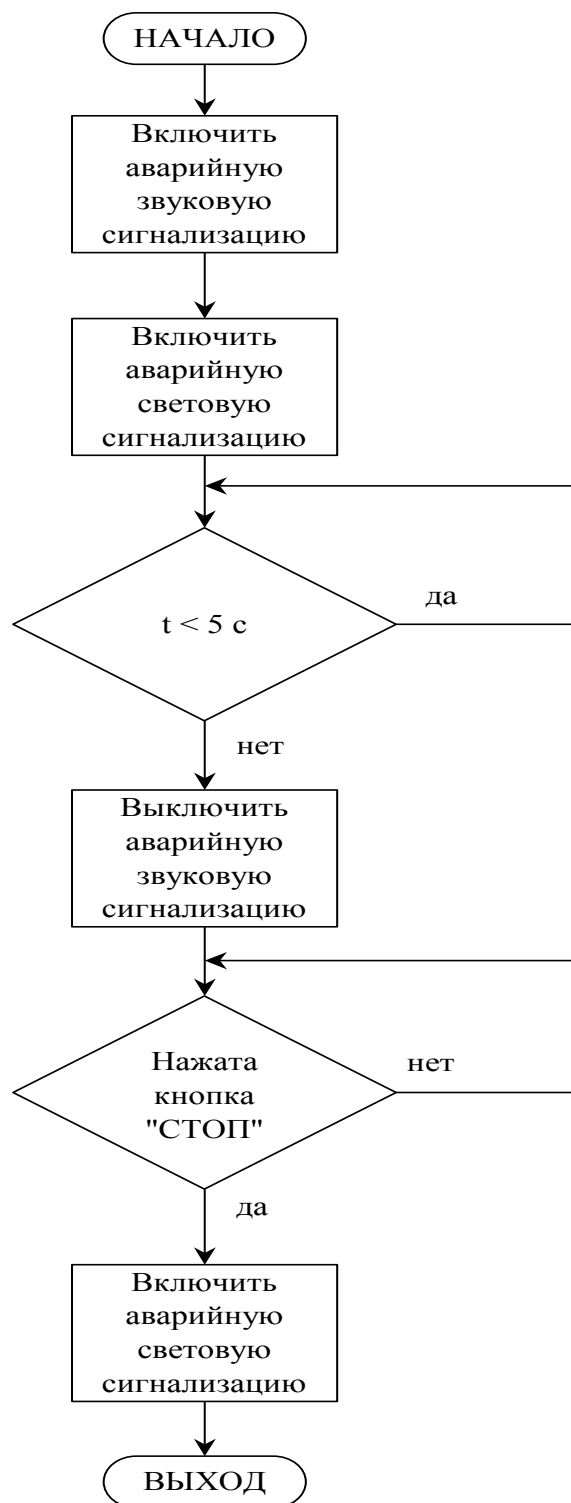 НАЧАЛО
Включить
аварийную
звуковую
сигнализацию
Включить
аварийную
световую
сигнализацию
t < 5 с
да
нет
Выключить
аварийную
звуковую
сигнализацию
Нажата
кнопка
"СТОП"
нет
да
Включить
аварийную
световую
сигнализацию
ВЫХОД